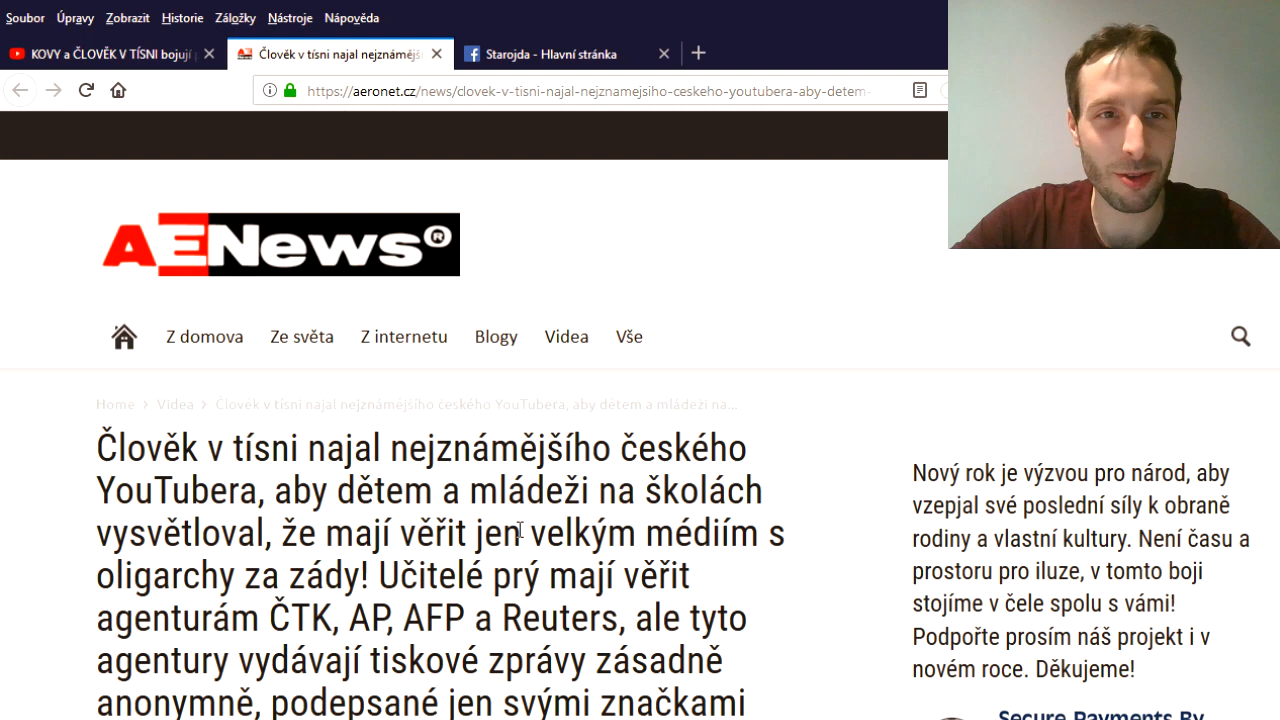 Soubor Úpravy Zobrazit Historie Záložky Nástroje Nápověda
KOVY a ČLOVĚK V TÍSNI bojují
Člověk v tísni najal nejznámějš
Starojda - Hlavní stránka
https://aeronet.cz/news/clovek-v-tisni-najal-nejznamejsiho-ceskeho-youtubera-aby-detem-
AENews®
Z domova Ze světa Z internetu Blogy Videa Vše
Home > Videa > Člověk v tísni najal nejznámějšího českého YouTubera, aby dětem a mládeži na...
Člověk v tísni najal nejznámějšího českého
YouTubera, aby dětem a mládeži na školách
vysvětloval, že mají věřit jen velkým médiím s
oligarchy za zády! Učitelé prý mají věřit
agenturám ČTK, AP, AFP a Reuters, ale tyto
agentury vydávají tiskové zprávy zásadně
anonymně, podepsané jen svými značkami
Nový rok je výzvou pro národ, aby
vzepjal své poslední síly k obraně
rodiny a vlastní kultury. Není času a
prostoru pro iluze, v tomto boji
stojíme v čele spolu s vámi!
Podpořte prosím náš projekt i v
novém roce. Děkujeme!
Secure Payments By